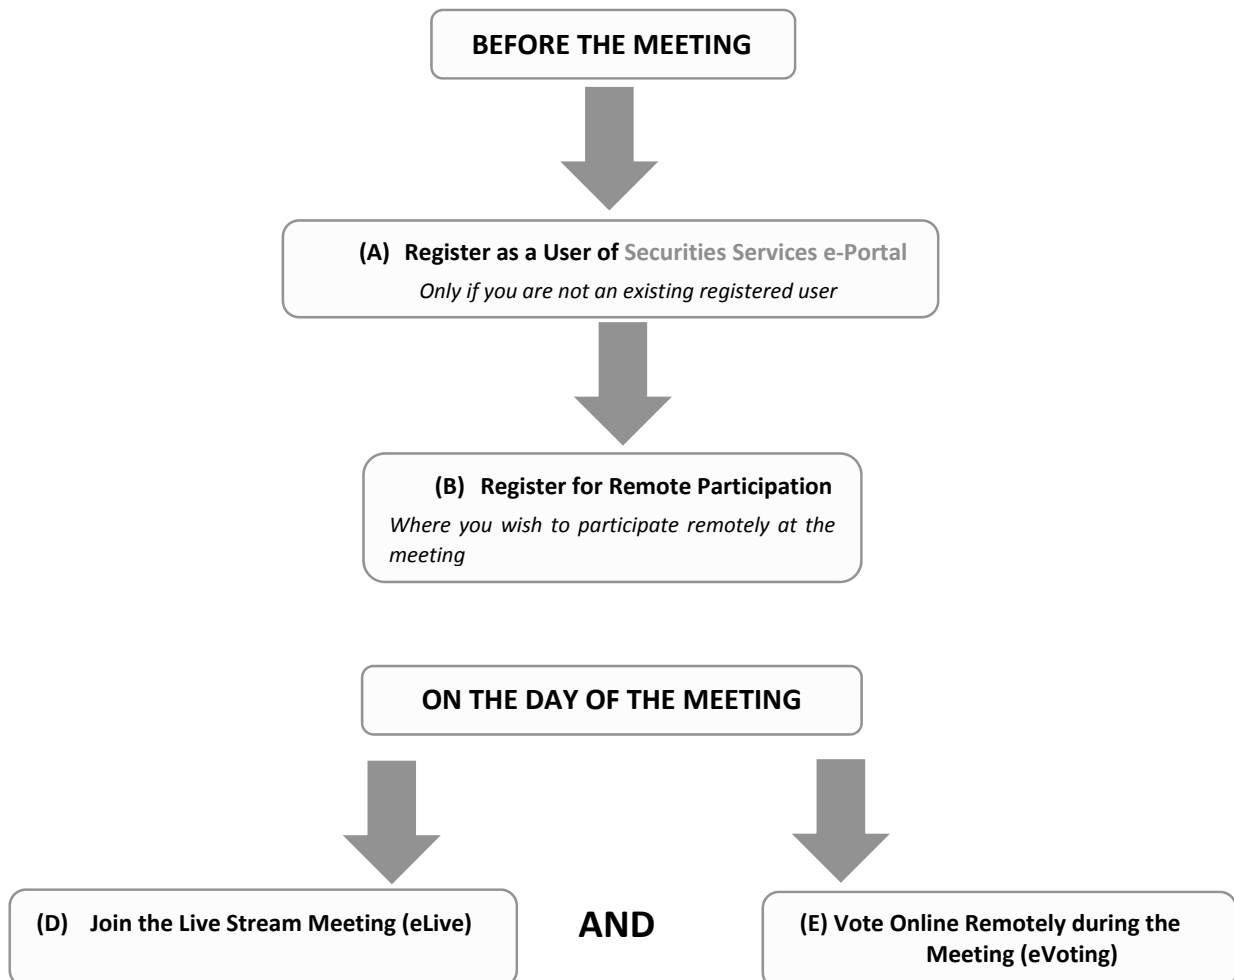 BEFORE THE MEETING
(A) Register as a User of Securities Services e-Portal
Only if you are not an existing registered user
(B) Register for Remote Participation
Where you wish to participate remotely at the
meeting
ON THE DAY OF THE MEETING
(D) Join the Live Stream Meeting (eLive)
AND
(E) Vote Online Remotely during the
Meeting (eVoting)